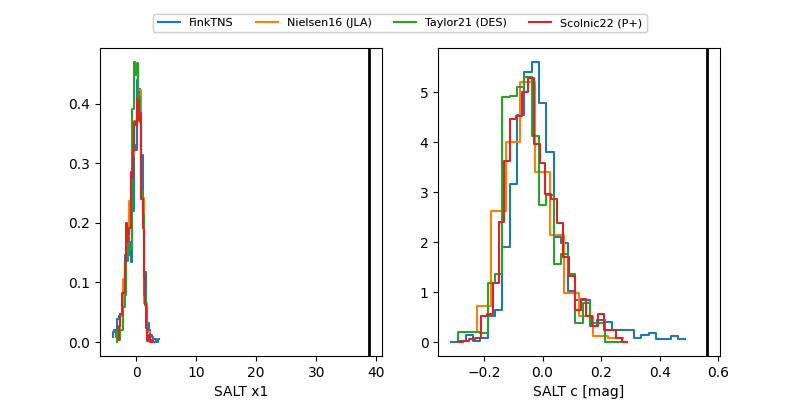 FinkTNS Nielsen16 (JLA) Taylor21 (DES) Scolnic22 (P+)
0.4
0.3
0.2
0.1
0.0
0 10 20 30 40
SALT x1
5
4
3
2
1
0
−0.2 0.0 0.2 0.4 0.6
SALT c [mag]